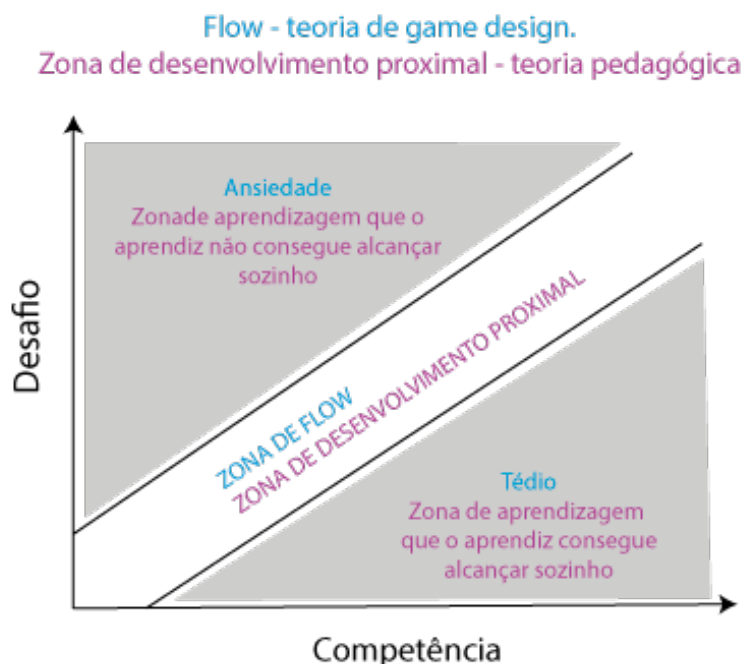 Flow - teoria de game design.
Zona de desenvolvimento proximal - teoria pedagógica
Ansiedade
Zonade aprendizagem que o
aprendiz não consegue alcançar
sozinho
Desafio
ZONA DE FLOW
ZONA DE DESENVOLVIMENTO PROXIMAL
Tédio
Zona de aprendizagem
que o aprendiz consegue
alcançar sozinho
Competência